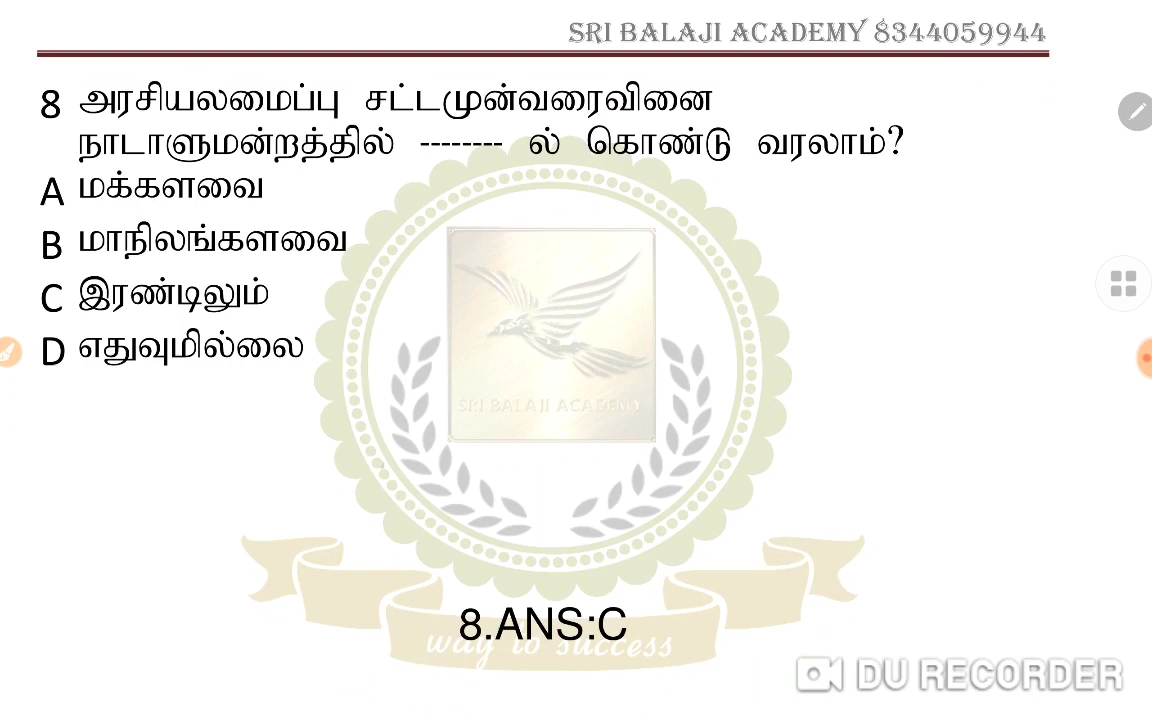 SRI BALAJI ACADEMY 8344059944
8 அரசியலமைப்பு சட்டமுன்வரைவினை
நாடாளுமன்றத்தில் -------- ல் கொண்டு வரலாம்?
A மக்களவை
B மாநிலங்களவை
C இரண்டிலும்
D எதுவுமில்லை
SRI BALAJI ACADEMY
8.ANS:C
way to success
DU RECORDER